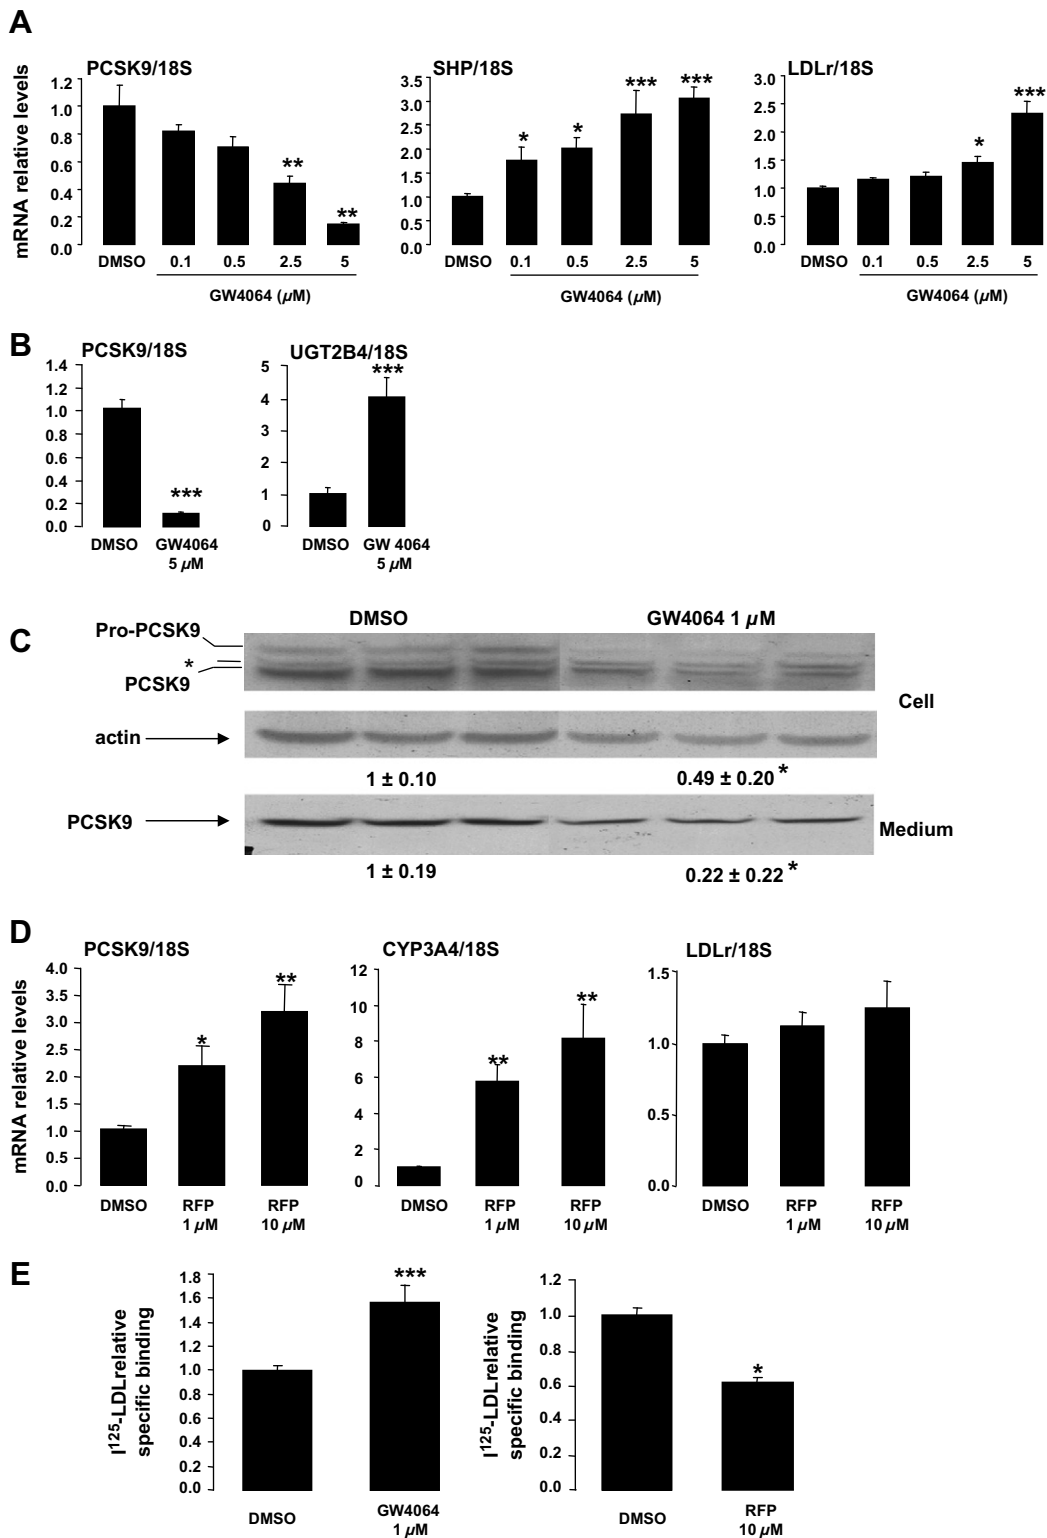 A
PCSK9/18S
SHP/18S
LDLr/18S
mRNA relative levels
1.2
1.0
0.8
0.6
0.4
0.2
0.0
** **
DMSO 0.1 0.5 2.5 5
GW4064 (µM)
3.5
3.0
2.5
2.0
1.5
1.0
0.5
0.0
* * *** ***
DMSO 0.1 0.5 2.5 5
GW4064 (µM)
3.0
2.5
2.0
1.5
1.0
0.5
0.0
* ***
DMSO 0.1 0.5 2.5 5
GW4064 (µM)
B
PCSK9/18S
1.4
1.2
1.0
0.8
0.6
0.4
0.2
0.0
***
DMSO GW4064
5 µM
UGT2B4/18S
5
4
3
2
1
0
***
DMSO GW 4064
5 µM
C
DMSO GW4064 1 µM
Pro-PCSK9
*
PCSK9
Cell
actin
1 ± 0.10 0.49 ± 0.20 *
PCSK9
Medium
1 ± 0.19 0.22 ± 0.22 *
D
mRNA relative levels
PCSK9/18S
4.0
3.5
3.0
2.5
2.0
1.5
1.0
0.5
0.0
* **
DMSO RFP RFP
1 µM 10 µM
CYP3A4/18S
12
10
8
6
4
2
0
** **
DMSO RFP RFP
1 µM 10 µM
LDLr/18S
1.5
1.0
0.5
0.0
DMSO RFP RFP
1 µM 10 µM
E
I125-LDLrelative
specific binding
1.8
1.6
1.4
1.2
1.0
0.8
0.6
0.4
0.2
0.0
***
DMSO GW4064
1 µM
I125-LDLrelative
specific binding
1.2
1.0
0.8
0.6
0.4
0.2
0.0
*
DMSO RFP
10 µM